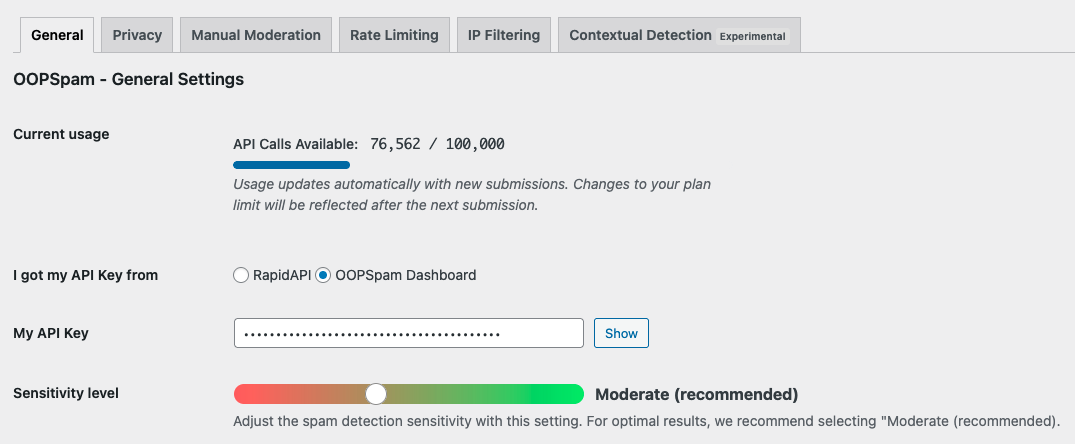 General Privacy Manual Moderation Rate Limiting IP Filtering Contextual Detection Experimental
OOPSpam - General Settings
Current usage
API Calls Available: 76,562 / 100,000
Usage updates automatically with new submissions. Changes to your plan
limit will be reflected after the next submission.
I got my API Key from RapidAPI OOPSpam Dashboard
My API Key ••••••••••••••••••••••••••••••••••••••• Show
Sensitivity level Moderate (recommended)
Adjust the spam detection sensitivity with this setting. For optimal results, we recommend selecting "Moderate (recommended).